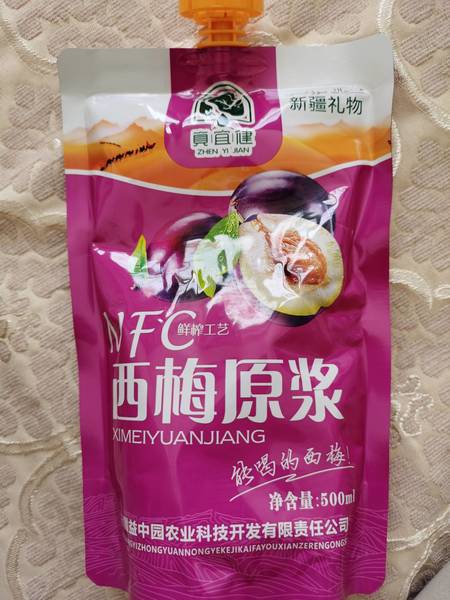 新疆礼物
真宜健
ZHEN YI JIAN
NFC 鲜榨工艺
西梅原浆
XIMEIYUANJIANG
能喝的西梅!
净含量:500ml
益中园农业科技开发有限责任公司
YIZHONGYUANNONGYEKEJIKAIFAYOUXIANZERENGONGS